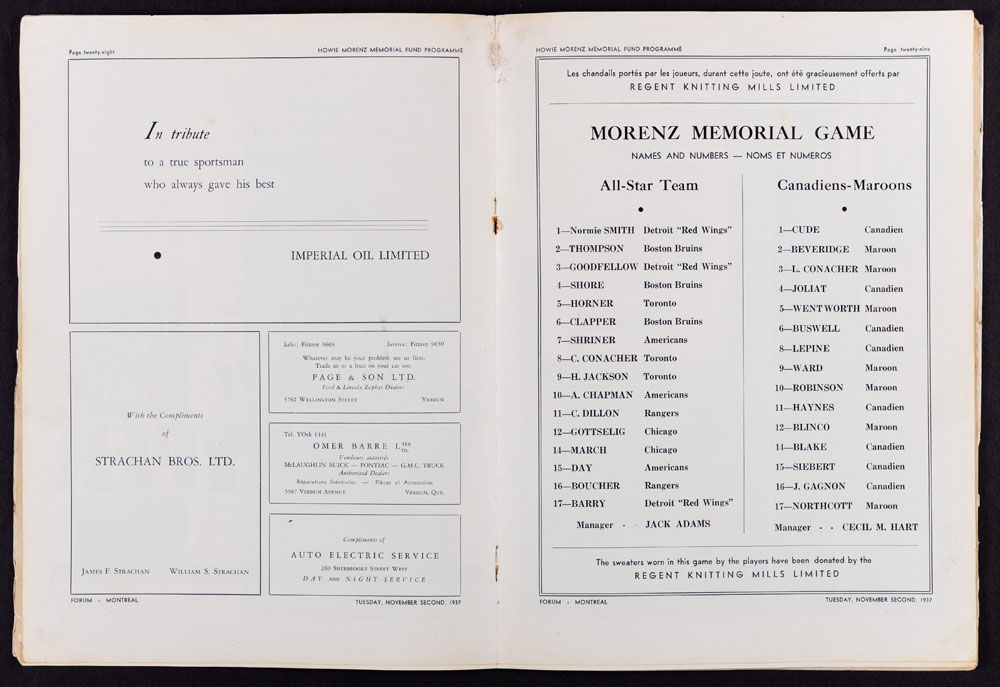 Page twenty-eight
HOWIE MORENZ MEMORIAL FUND PROGRAMME
In tribute
to a true sportsman
who always gave his best
IMPERIAL OIL LIMITED
With the Compliments
of
STRACHAN BROS. LTD.
JAMES F. STRACHAN WILLIAM S. STRACHAN
Sales: Fitzroy 9603 Service: Fitzroy 9659
Whatever may be your problem see us first.
Trade in or a loan on your car see:
PAGE & SON LTD.
Ford & Lincoln Zephyr Dealers
3762 WELLINGTON STREET VERDUN
Tel. YOrk 1441
OMER BARRE LTEE LTD.
Vendeurs autorisés
McLAUGHLIN BUICK — PONTIAC — G.M.C. TRUCK
Authorized Dealers
Réparations Générales — Pièces et Accessoires
5987 VERDUN AVENUE VERDUN, QUE.
Compliments of
AUTO ELECTRIC SERVICE
269 SHERBROOKE STREET WEST
DAY AND NIGHT SERVICE
FORUM - MONTREAL
TUESDAY, NOVEMBER SECOND, 1937
HOWIE MORENZ MEMORIAL FUND PROGRAMME
Page twenty-nine
Les chandails portés par les joueurs, durant cette joute, ont été gracieusement offerts par
REGENT KNITTING MILLS LIMITED
MORENZ MEMORIAL GAME
NAMES AND NUMBERS — NOMS ET NUMEROS
All-Star Team
1—Normie SMITH Detroit "Red Wings"
2—THOMPSON Boston Bruins
3—GOODFELLOW Detroit "Red Wings"
4—SHORE Boston Bruins
5—HORNER Toronto
6—CLAPPER Boston Bruins
7—SHRINER Americans
8—C. CONACHER Toronto
9—H. JACKSON Toronto
10—A. CHAPMAN Americans
11—C. DILLON Rangers
12—GOTTSELIG Chicago
14—MARCH Chicago
15—DAY Americans
16—BOUCHER Rangers
17—BARRY Detroit "Red Wings"
Manager - - JACK ADAMS
Canadiens-Maroons
1—CUDE Canadien
2—BEVERIDGE Maroon
3—L. CONACHER Maroon
4—JOLIAT Canadien
5—WENTWORTH Maroon
6—BUSWELL Canadien
8—LEPINE Canadien
9—WARD Maroon
10—ROBINSON Maroon
11—HAYNES Canadien
12—BLINCO Maroon
14—BLAKE Canadien
15—SIEBERT Canadien
16—J. GAGNON Canadien
17—NORTHCOTT Maroon
Manager - - CECIL M. HART
The sweaters worn in this game by the players have been donated by the
REGENT KNITTING MILLS LIMITED
FORUM - MONTREAL
TUESDAY, NOVEMBER SECOND, 1937